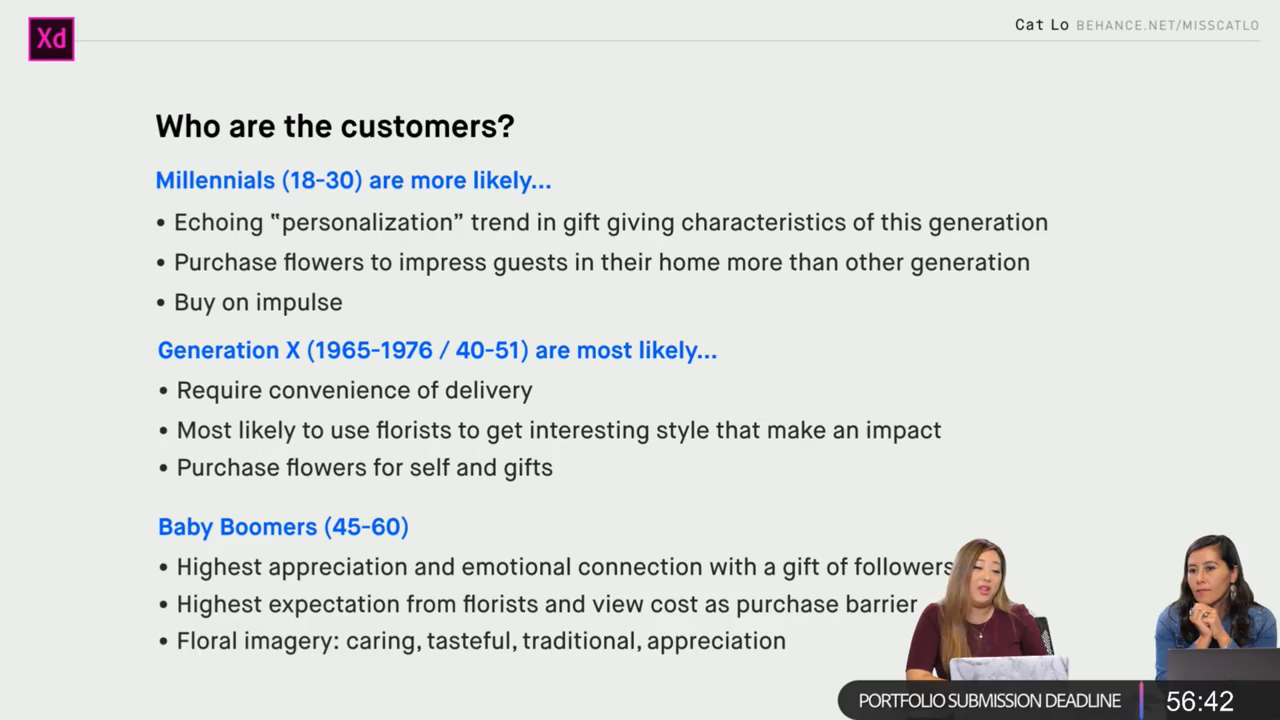 Xd
Cat Lo BEHANCE.NET/MISSCATLO
Who are the customers?
Millennials (18-30) are more likely...
• Echoing "personalization" trend in gift giving characteristics of this generation
• Purchase flowers to impress guests in their home more than other generation
• Buy on impulse
Generation X (1965-1976 / 40-51) are most likely...
• Require convenience of delivery
• Most likely to use florists to get interesting style that make an impact
• Purchase flowers for self and gifts
Baby Boomers (45-60)
• Highest appreciation and emotional connection with a gift of followers
• Highest expectation from florists and view cost as purchase barrier
• Floral imagery: caring, tasteful, traditional, appreciation
PORTFOLIO SUBMISSION DEADLINE 56:42